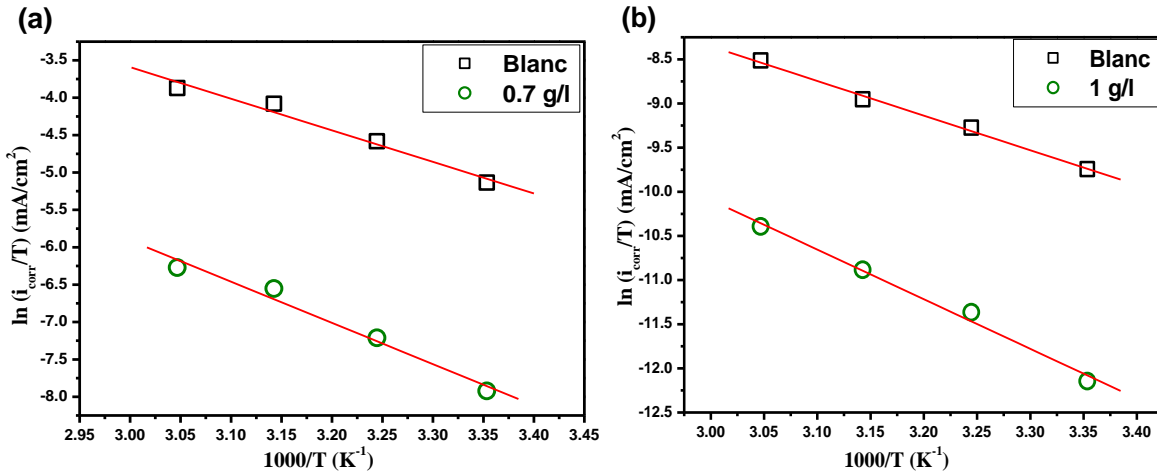 (a)
Blanc
0.7 g/l
-3.5
-4.0
-4.5
-5.0
-5.5
-6.0
-6.5
-7.0
-7.5
-8.0
ln (i_corr/T) (mA/cm²)
2.95 3.00 3.05 3.10 3.15 3.20 3.25 3.30 3.35 3.40 3.45
1000/T (K⁻¹)
(b)
Blanc
1 g/l
-8.5
-9.0
-9.5
-10.0
-10.5
-11.0
-11.5
-12.0
-12.5
ln (i_corr/T) (mA/cm²)
3.00 3.05 3.10 3.15 3.20 3.25 3.30 3.35 3.40
1000/T (K⁻¹)